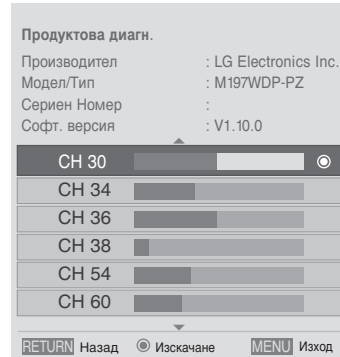 Продуктова диагн.
Производител : LG Electronics Inc.
Модел/Тип : M197WDP-PZ
Сериен Номер :
Софт. версия : V1.10.0
CH 30
CH 34
CH 36
CH 38
CH 54
CH 60
RETURN Назад Изскачане MENU Изход